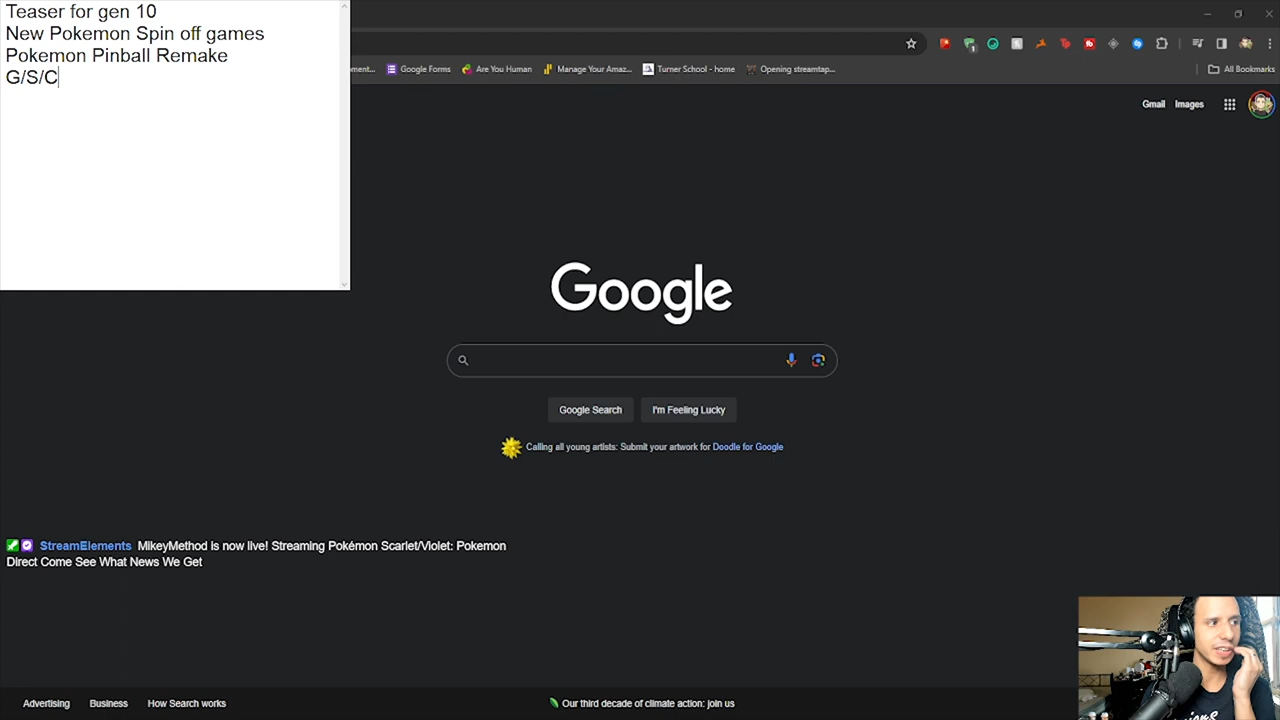 Teaser for gen 10
New Pokemon Spin off games
Pokemon Pinball Remake
G/S/C
ment...
Google Forms
Are You Human
Manage Your Amaz...
Turner School - home
Opening streamtap...
All Bookmarks
Gmail
Images
Google
Google Search
I'm Feeling Lucky
Calling all young artists: Submit your artwork for Doodle for Google
StreamElements MikeyMethod is now live! Streaming Pokémon Scarlet/Violet: Pokemon
Direct Come See What News We Get
Advertising
Business
How Search works
Our third decade of climate action: join us